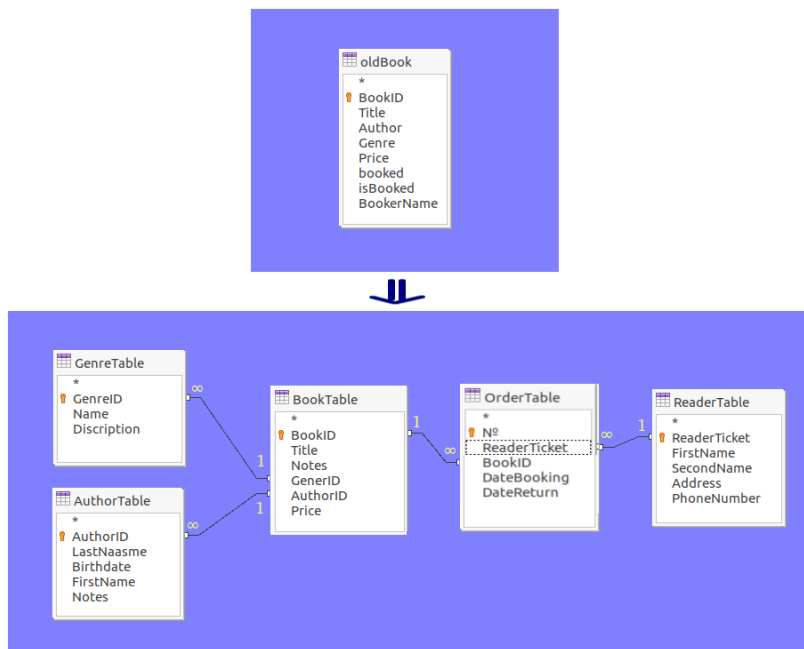 oldBook
*
BookID
Title
Author
Genre
Price
booked
isBooked
BookerName
GenreTable
*
GenreID
Name
Discription
∞
1
AuthorTable
*
AuthorID
LastNaasme
Birthdate
FirstName
Notes
∞
1
BookTable
*
BookID
Title
Notes
GenerID
AuthorID
Price
1
∞
OrderTable
*
Nº
ReaderTicket
BookID
DateBooking
DateReturn
∞
1
ReaderTable
*
ReaderTicket
FirstName
SecondName
Address
PhoneNumber